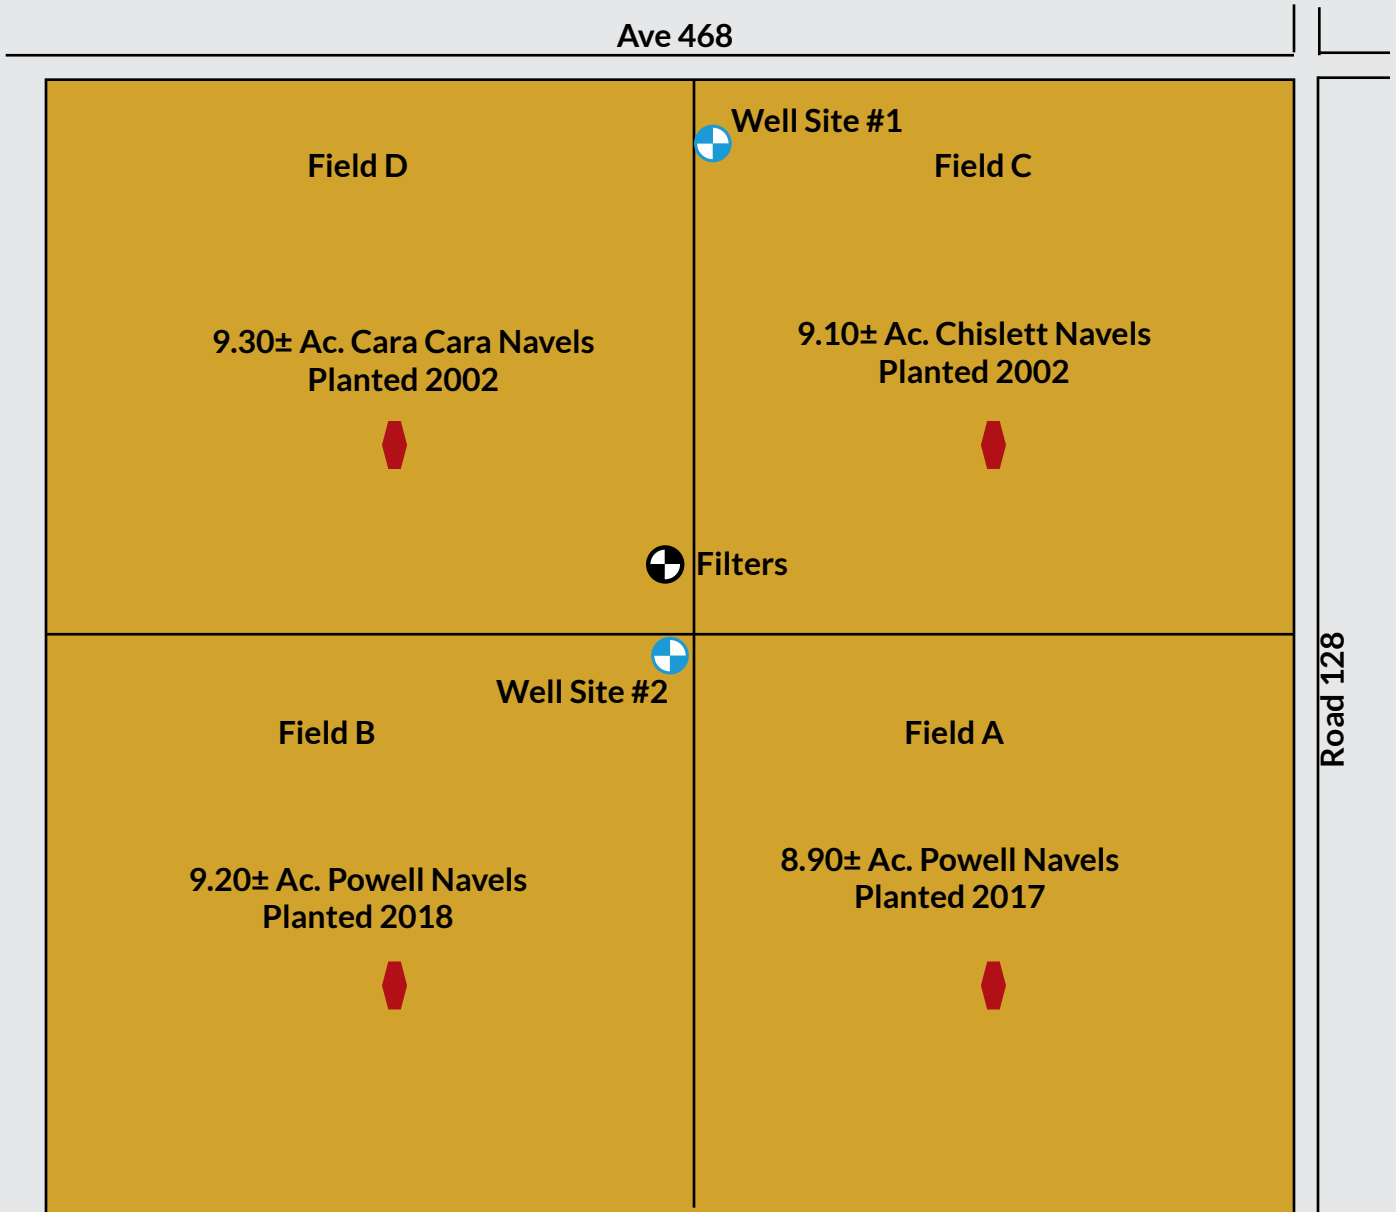 Ave 468
Well Site #1
Field D
Field C
9.30± Ac. Cara Cara Navels
Planted 2002
9.10± Ac. Chislett Navels
Planted 2002
Filters
Well Site #2
Field B
Field A
Road 128
9.20± Ac. Powell Navels
Planted 2018
8.90± Ac. Powell Navels
Planted 2017